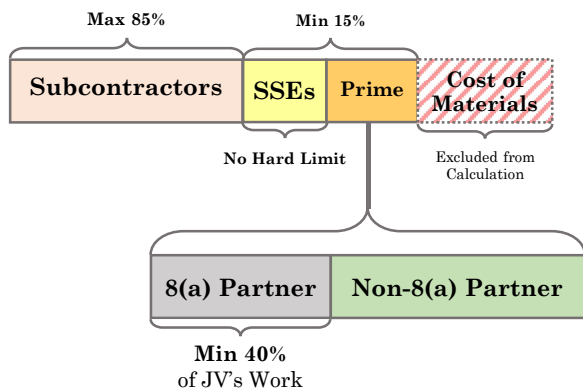 Max 85%
Min 15%
Subcontractors
SSEs
Prime
Cost of
Materials
No Hard Limit
Excluded from
Calculation
8(a) Partner
Non-8(a) Partner
Min 40%
of JV's Work